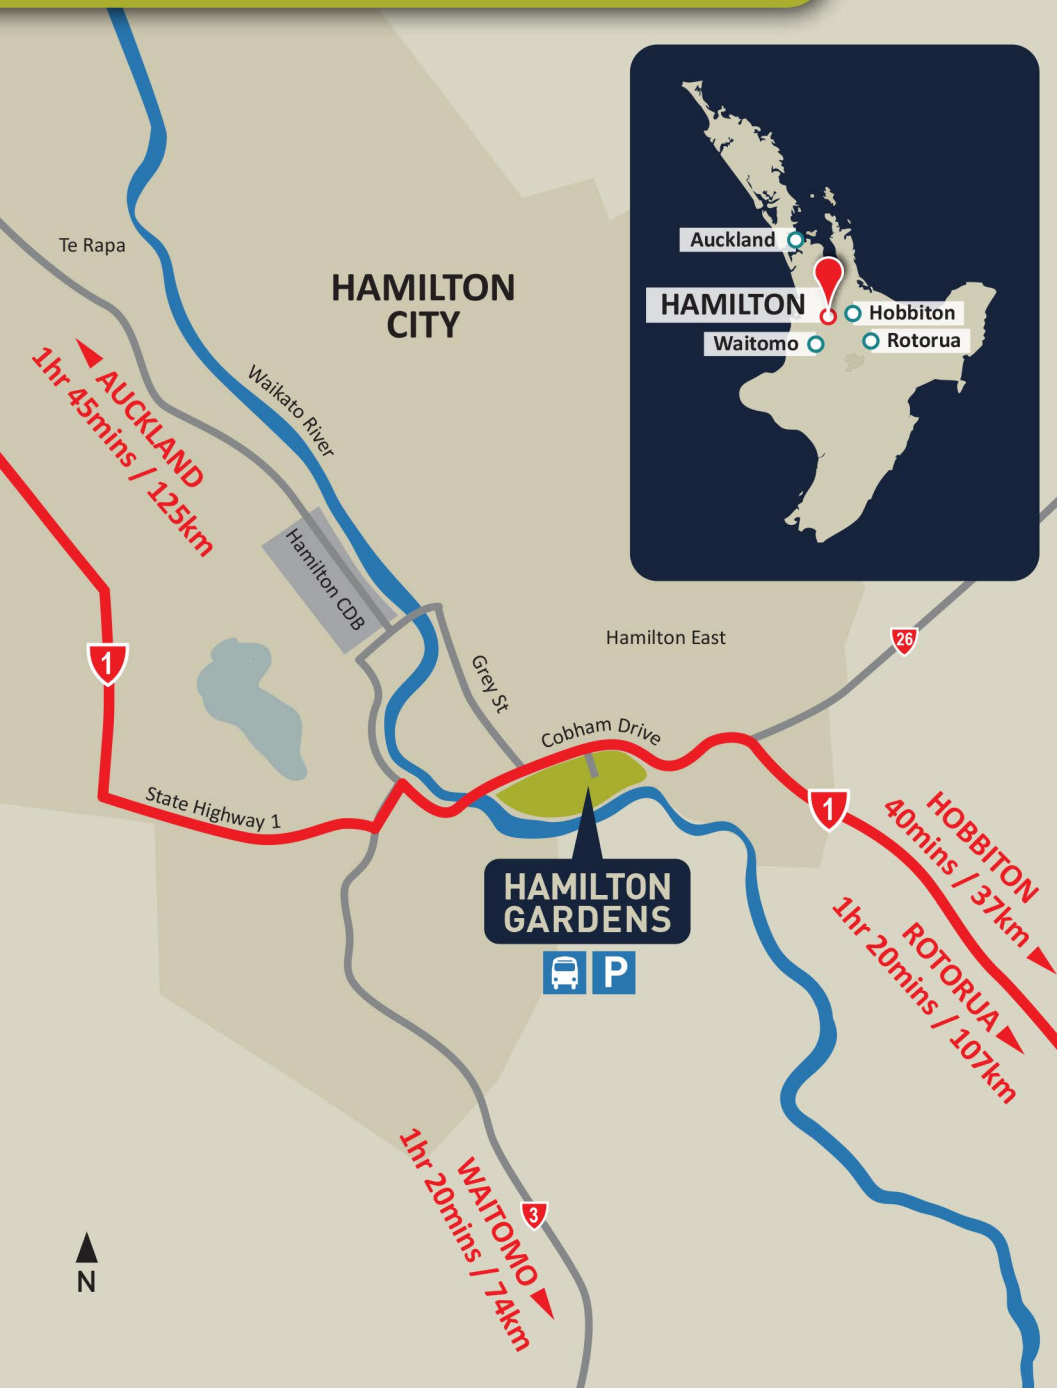 Auckland
HAMILTON
Hobbiton
Waitomo
Rotorua
Te Rapa
HAMILTON
CITY
Waikato River
AUCKLAND
1hr 45mins / 125km
Hamilton CDB
Hamilton East
26
1
Grey St
Cobham Drive
State Highway 1
1
HOBBITON
40mins / 37km
HAMILTON
GARDENS
P
ROTORUA
1hr 20mins / 107km
WAITOMO
1hr 20mins / 74km
3
N